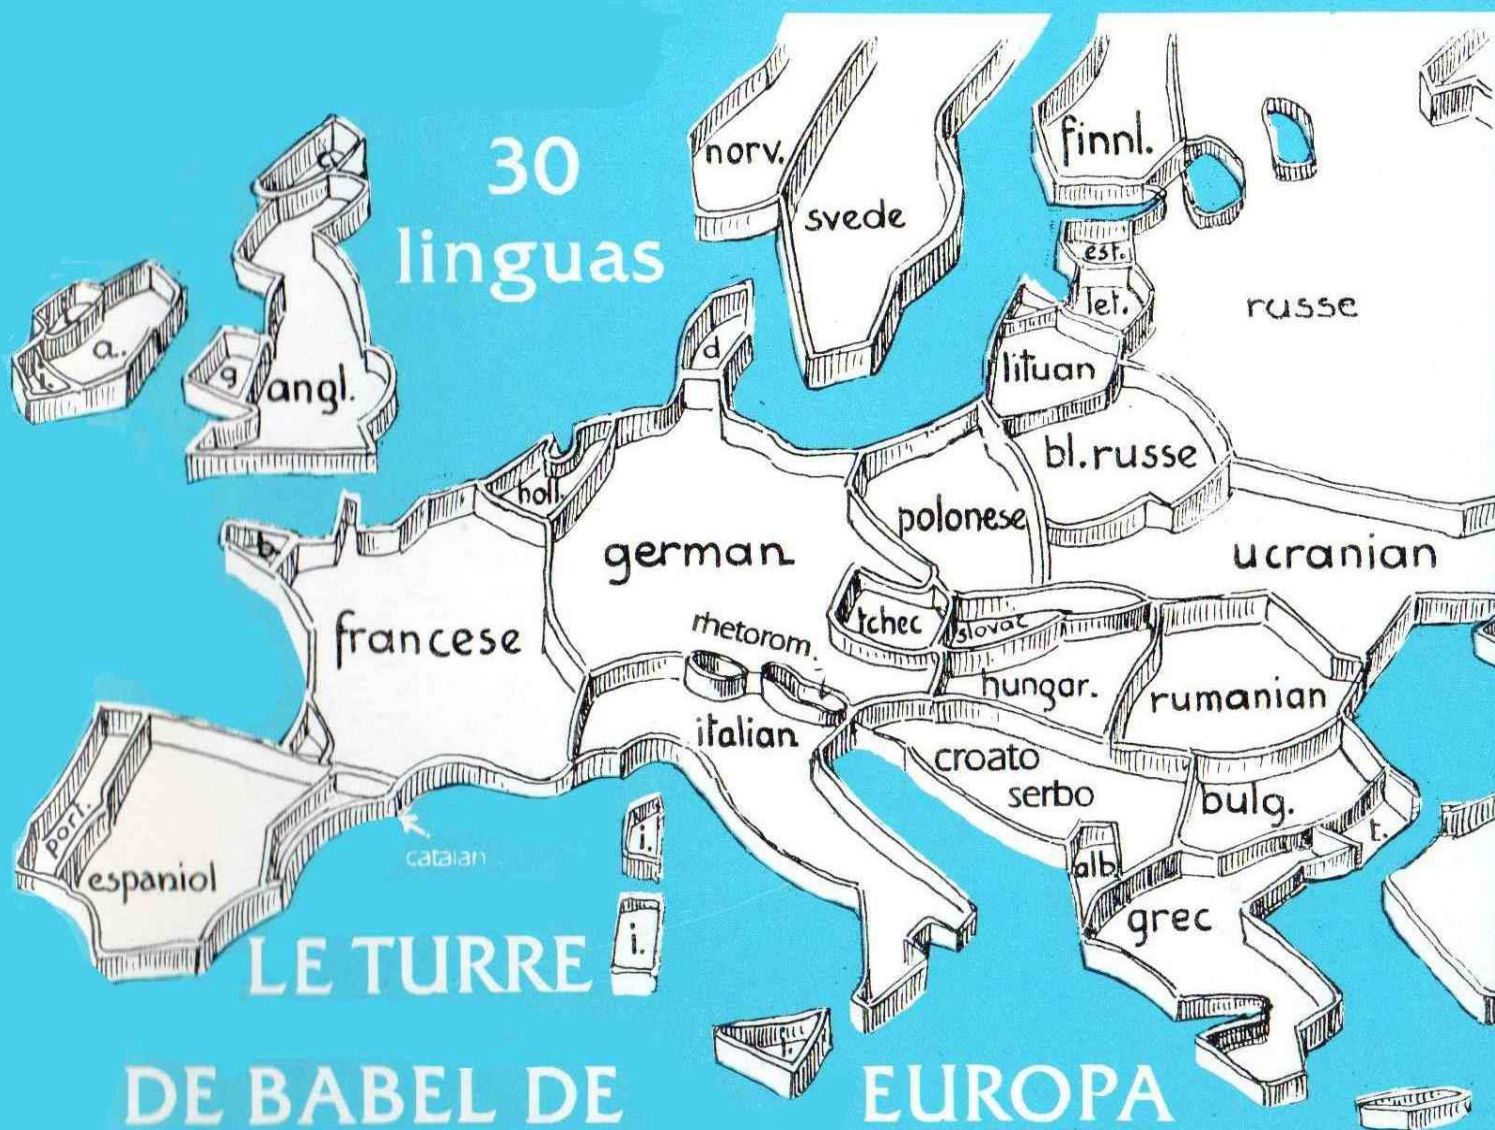 30
linguas
norv.
svede
finnl.
est.
let.
lituan
russe
a.
i.
g
angl.
d
bl.russe
holl.
polonese
german
ucranian
b.
francese
tchec
slovac
rhetorom.
hungar.
rumanian
italian
croato
serbo
bulg.
t.
port.
espaniol
catalan
i.
i.
alb.
grec
i.
LE TURRE
DE BABEL DE EUROPA